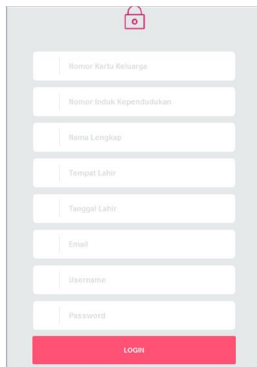 Nomor Kartu Keluarga
Nomor Induk Kependudukan
Nama Lengkap
Tempat Lahir
Tanggal Lahir
Email
Username
Password
LOGIN